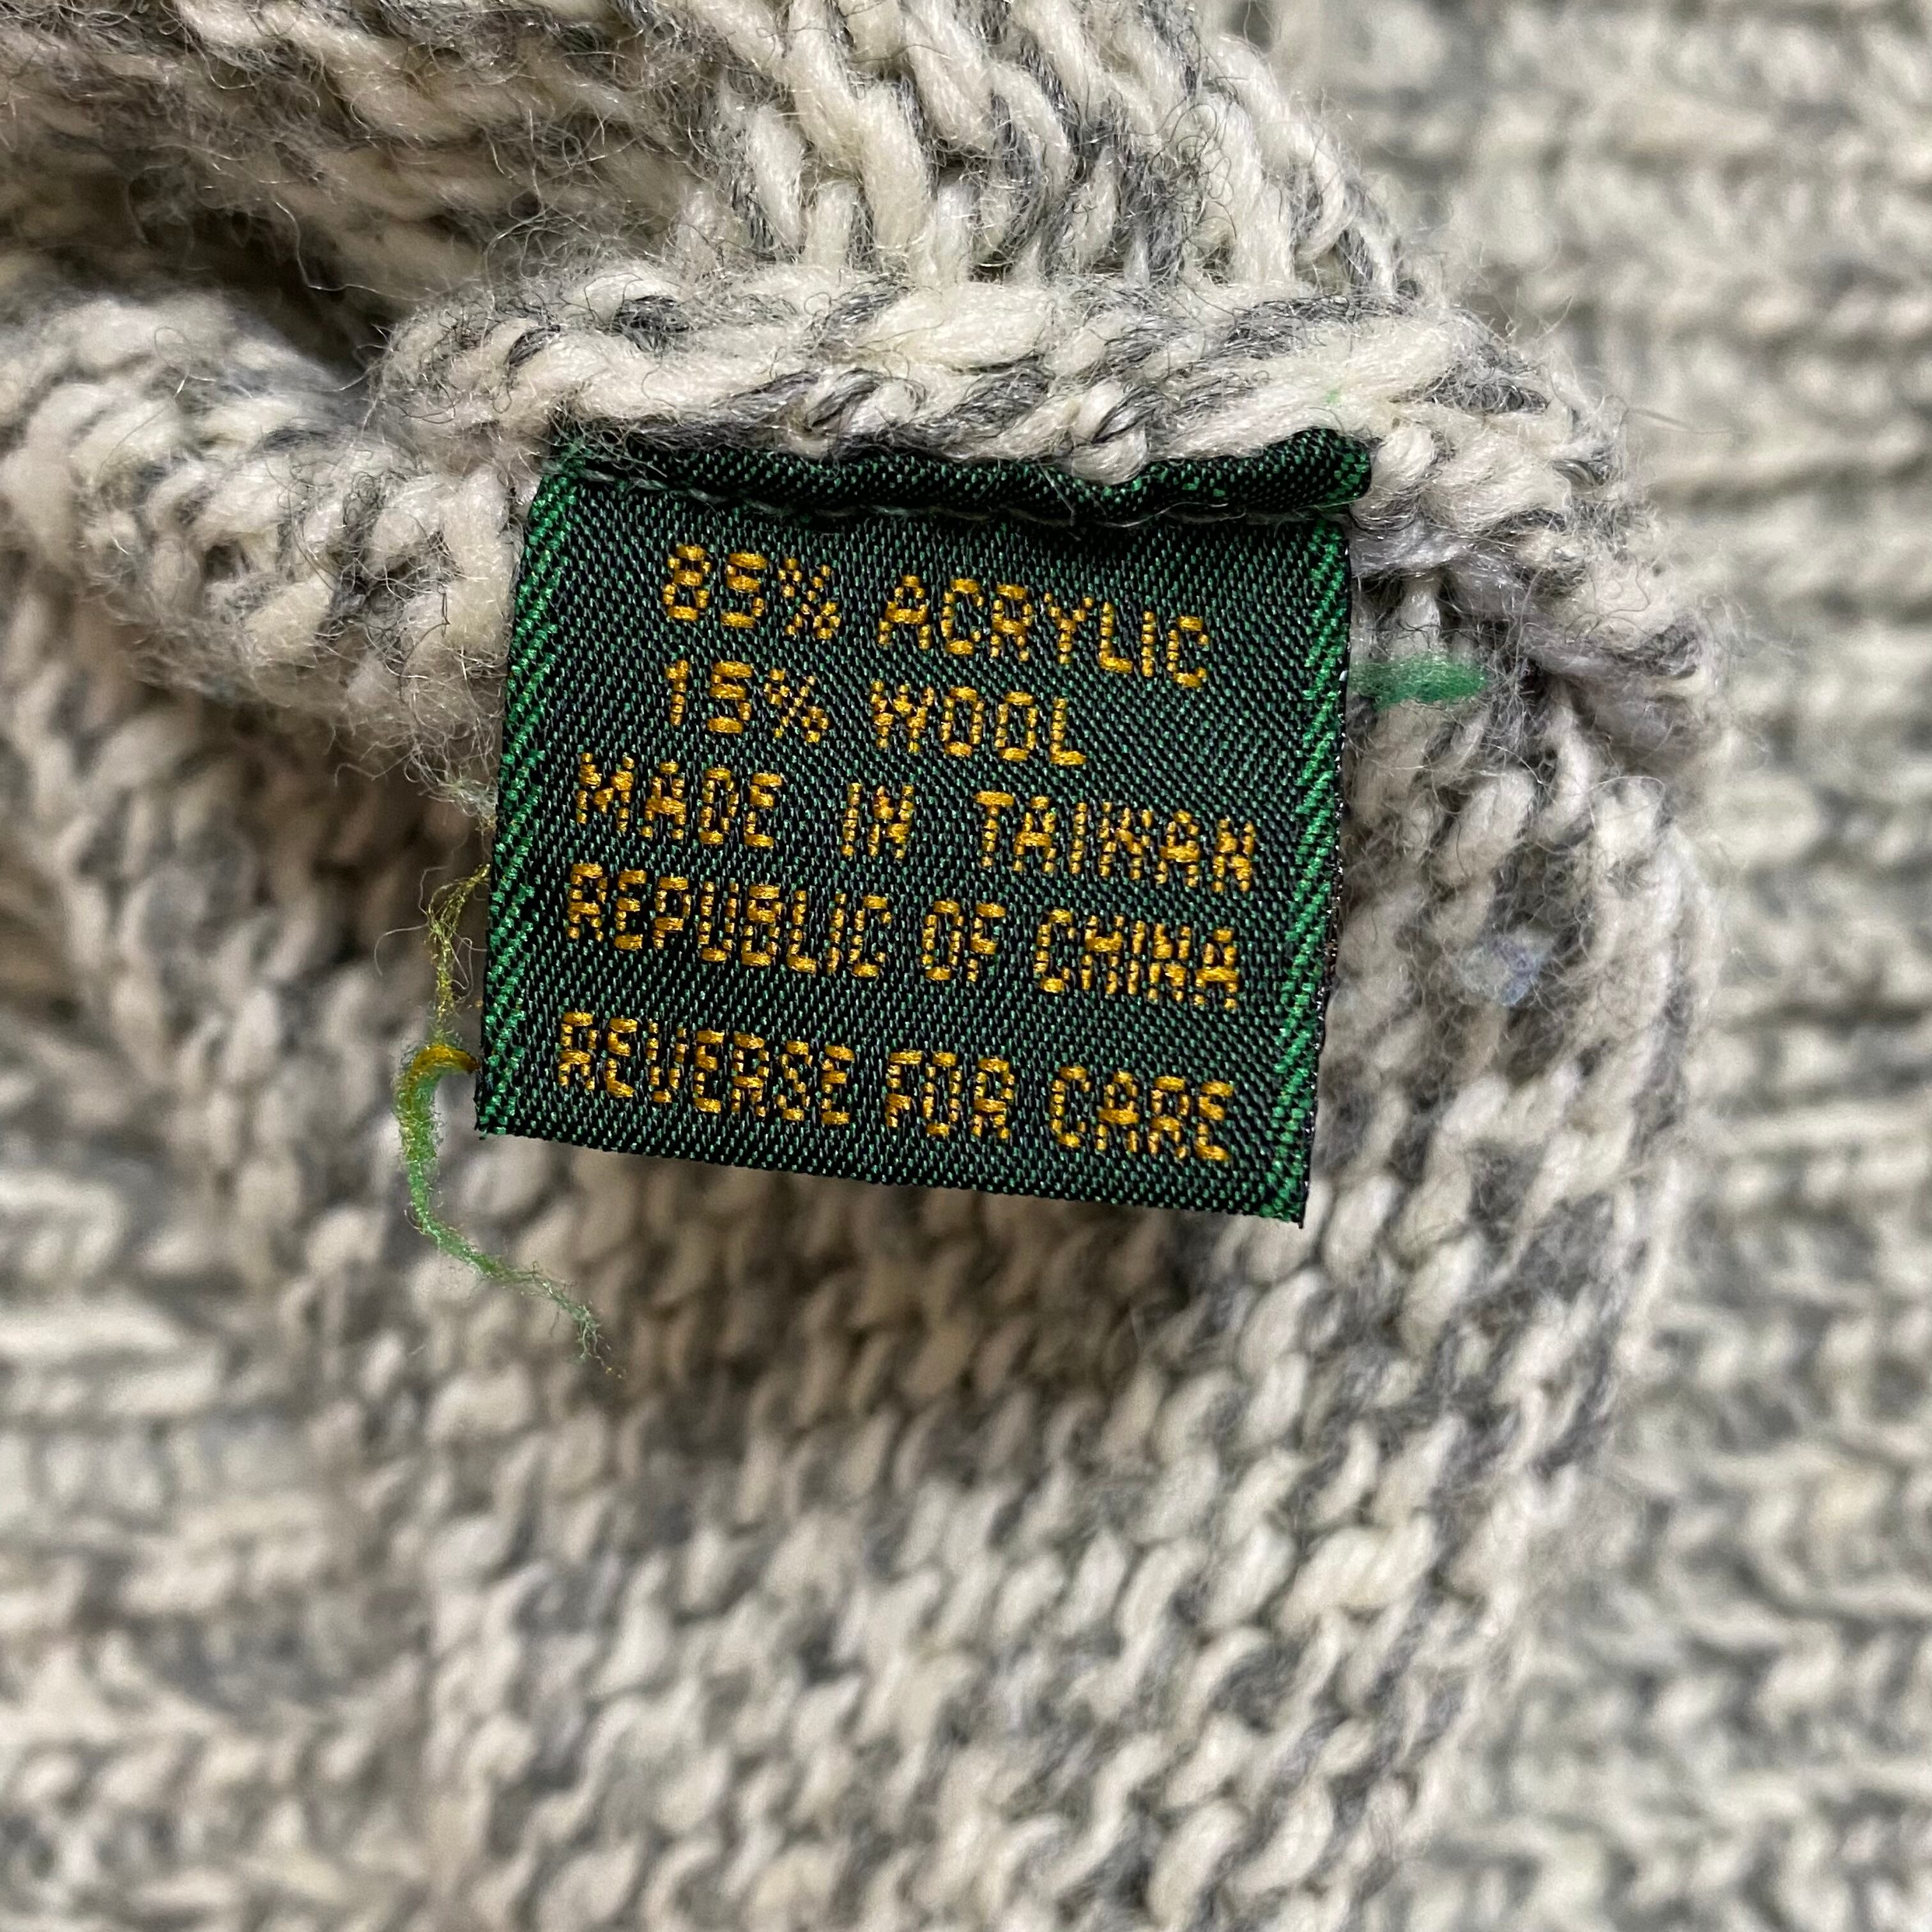 85% ACRYLIC
15% WOOL
MADE IN TAIWAN
REPUBLIC OF CHINA
REVERSE FOR CARE